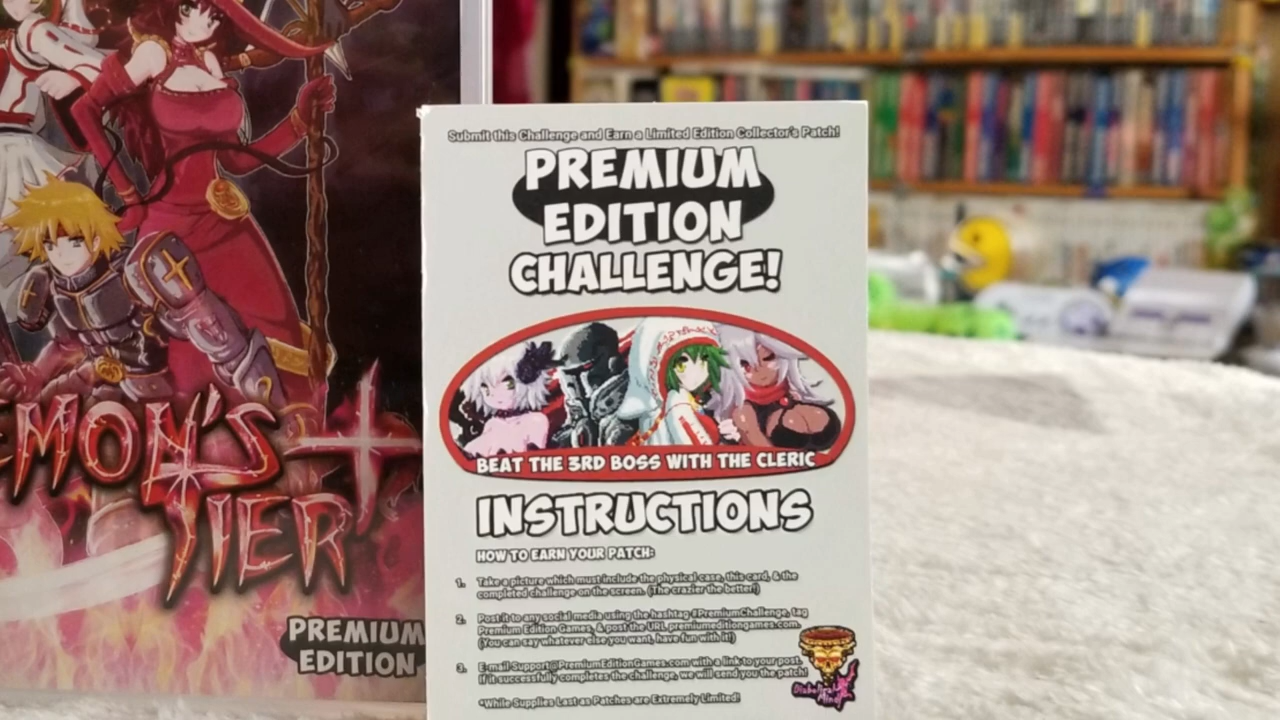 Submit this Challenge and Earn a Limited Edition Collector's Patch!
PREMIUM
EDITION
CHALLENGE!
BEAT THE 3RD BOSS WITH THE CLERIC
INSTRUCTIONS
HOW TO EARN YOUR PATCH:
1. Take a picture which must include the physical case, this card, & the
completed challenge on the screen. (The crazier the better!)
2. Post it to any social media using the hashtag #PremiumChallenge, tag
Premium Edition Games, & post the URL premiumeditiongames.com.
(You can say whatever else you want, have fun with it!)
3. E-mail Support@PremiumEditionGames.com with a link to your post.
If it successfully completes the challenge, we will send you the patch!
*While Supplies Last as Patches are Extremely Limited!
Diabolical
Mind
EMON'S
TIER+
PREMIUM
EDITION